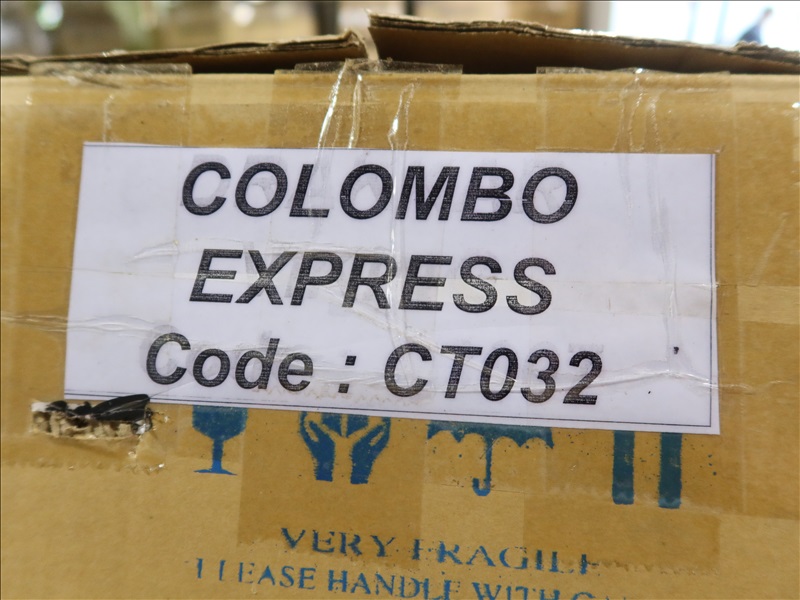 COLOMBO
EXPRESS
Code : CT032
VERY FRAGILE
PLEASE HANDLE WITH